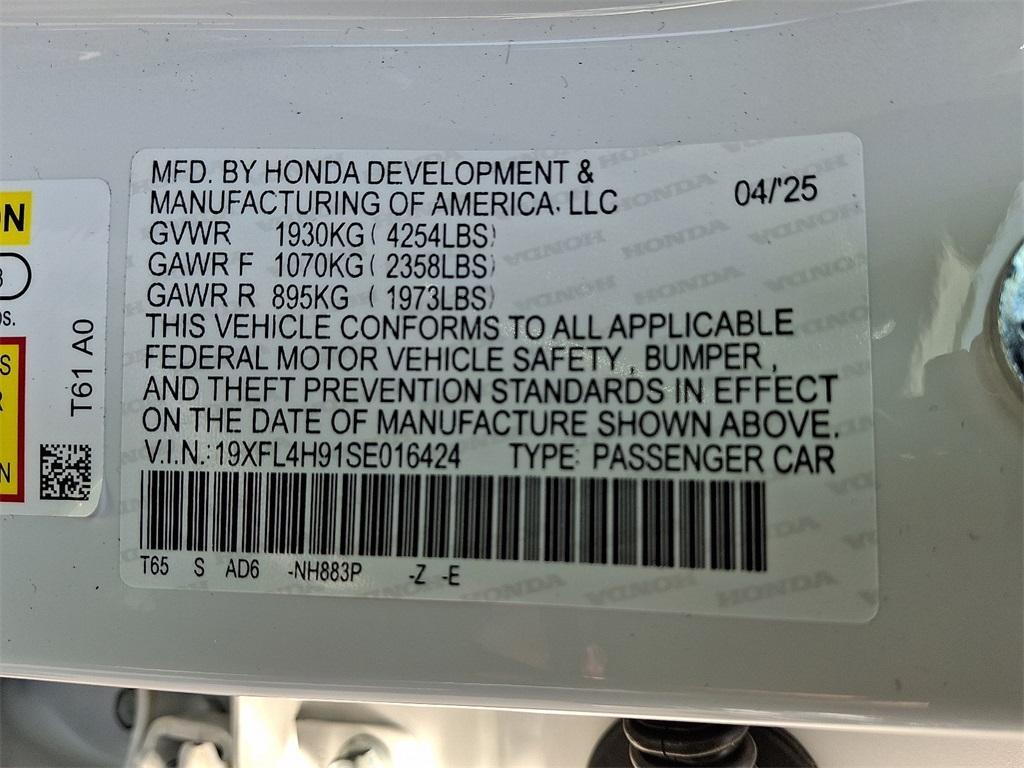 MFD. BY HONDA DEVELOPMENT &
MANUFACTURING OF AMERICA, LLC
04/'25
GVWR 1930KG ( 4254LBS)
GAWR F 1070KG ( 2358LBS)
GAWR R 895KG ( 1973LBS)
THIS VEHICLE CONFORMS TO ALL APPLICABLE
FEDERAL MOTOR VEHICLE SAFETY, BUMPER,
AND THEFT PREVENTION STANDARDS IN EFFECT
ON THE DATE OF MANUFACTURE SHOWN ABOVE.
V.I.N.: 19XFL4H91SE016424 TYPE: PASSENGER CAR
T65 S AD6 -NH883P -Z -E
T61 A0
HONDA